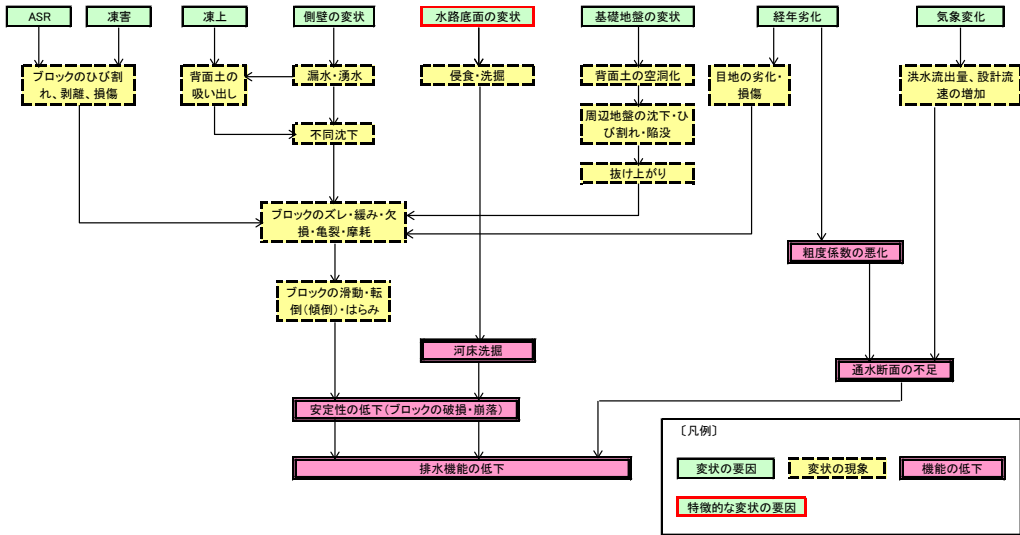 ASR
凍害
凍上
側壁の変状
水路底面の変状
基礎地盤の変状
経年劣化
気象変化
ブロックのひび割
れ、剥離、損傷
背面土の
吸い出し
漏水・湧水
侵食・洗掘
背面土の空洞化
目地の劣化・
損傷
洪水流出量、設計流
速の増加
不同沈下
周辺地盤の沈下・ひ
び割れ・陥没
抜け上がり
ブロックのズレ・緩み・欠
損・亀裂・摩耗
粗度係数の悪化
ブロックの滑動・転
倒(傾倒)・はらみ
河床洗掘
通水断面の不足
安定性の低下(ブロックの破損・崩落)
排水機能の低下
〔凡例〕
変状の要因
変状の現象
機能の低下
特徴的な変状の要因